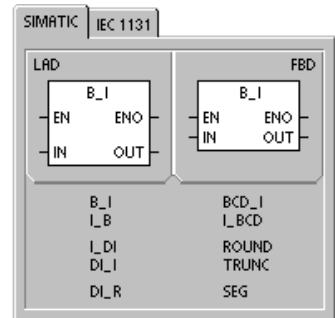 SIMATIC IEC 1131
LAD FBD
B_I B_I
EN ENO EN ENO
IN OUT IN OUT
B_I BCD_I
I_B I_BCD
I_DI ROUND
DI_I TRUNC
DI_R SEG